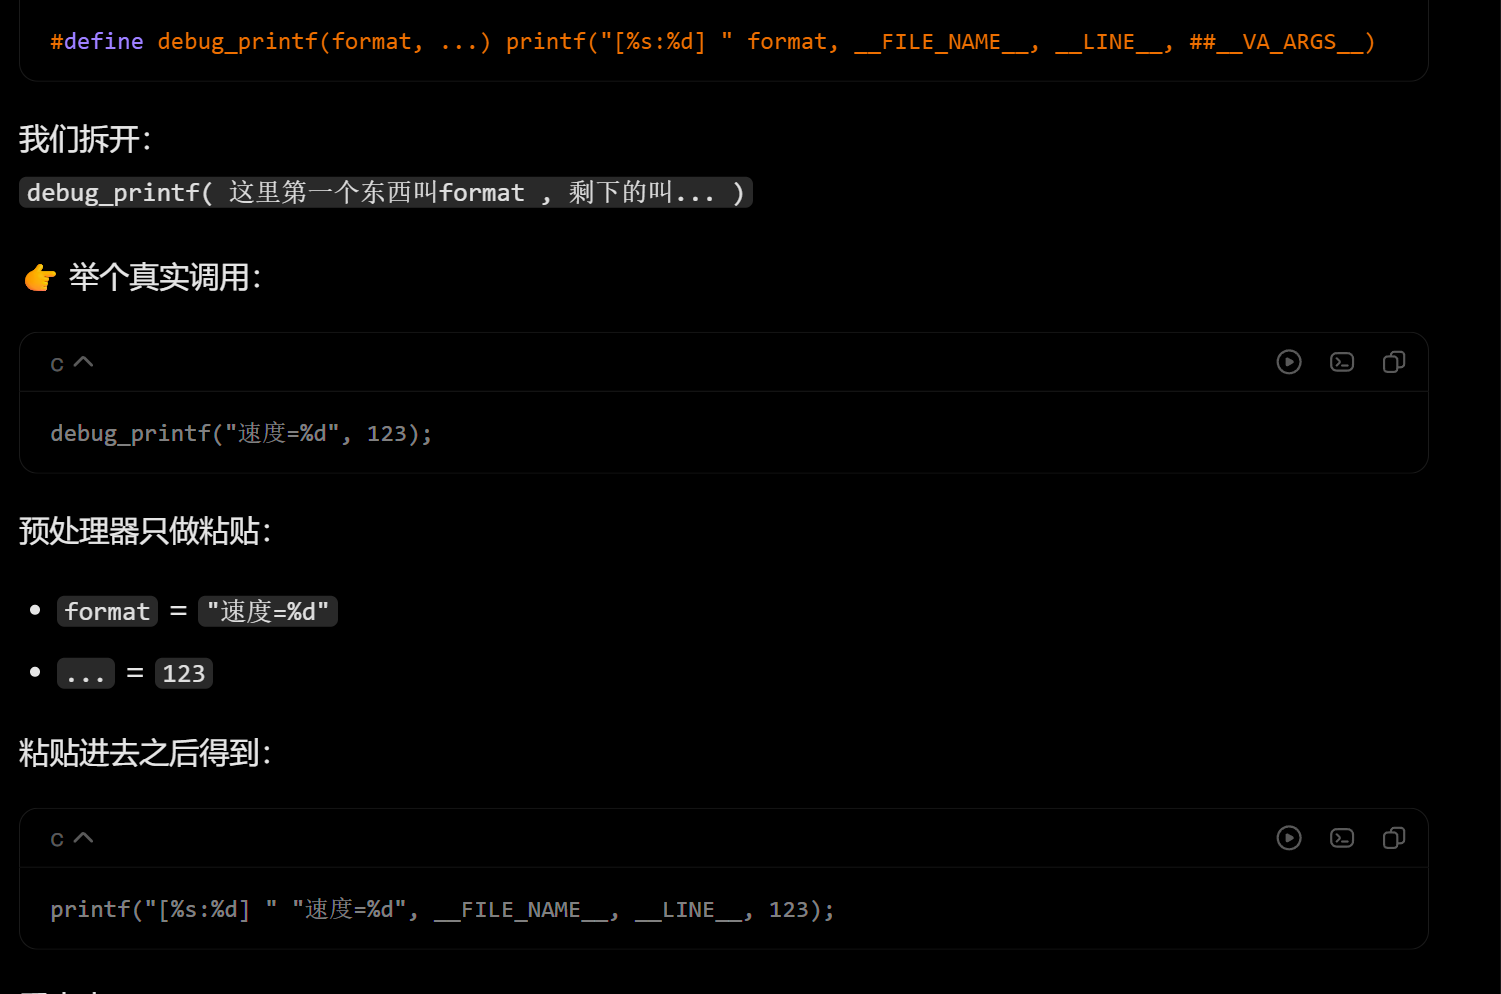 #define debug_printf(format, ...) printf("[%s:%d] " format, __FILE_NAME__, __LINE__, ##__VA_ARGS__)
我们拆开：
debug_printf( 这里第一个东西叫format , 剩下的叫... )
👉 举个真实调用：
c
debug_printf("速度=%d", 123);
预处理器只做粘贴：
• format = "速度=%d"
• ... = 123
粘贴进去之后得到：
c
printf("[%s:%d] " "速度=%d", __FILE_NAME__, __LINE__, 123);